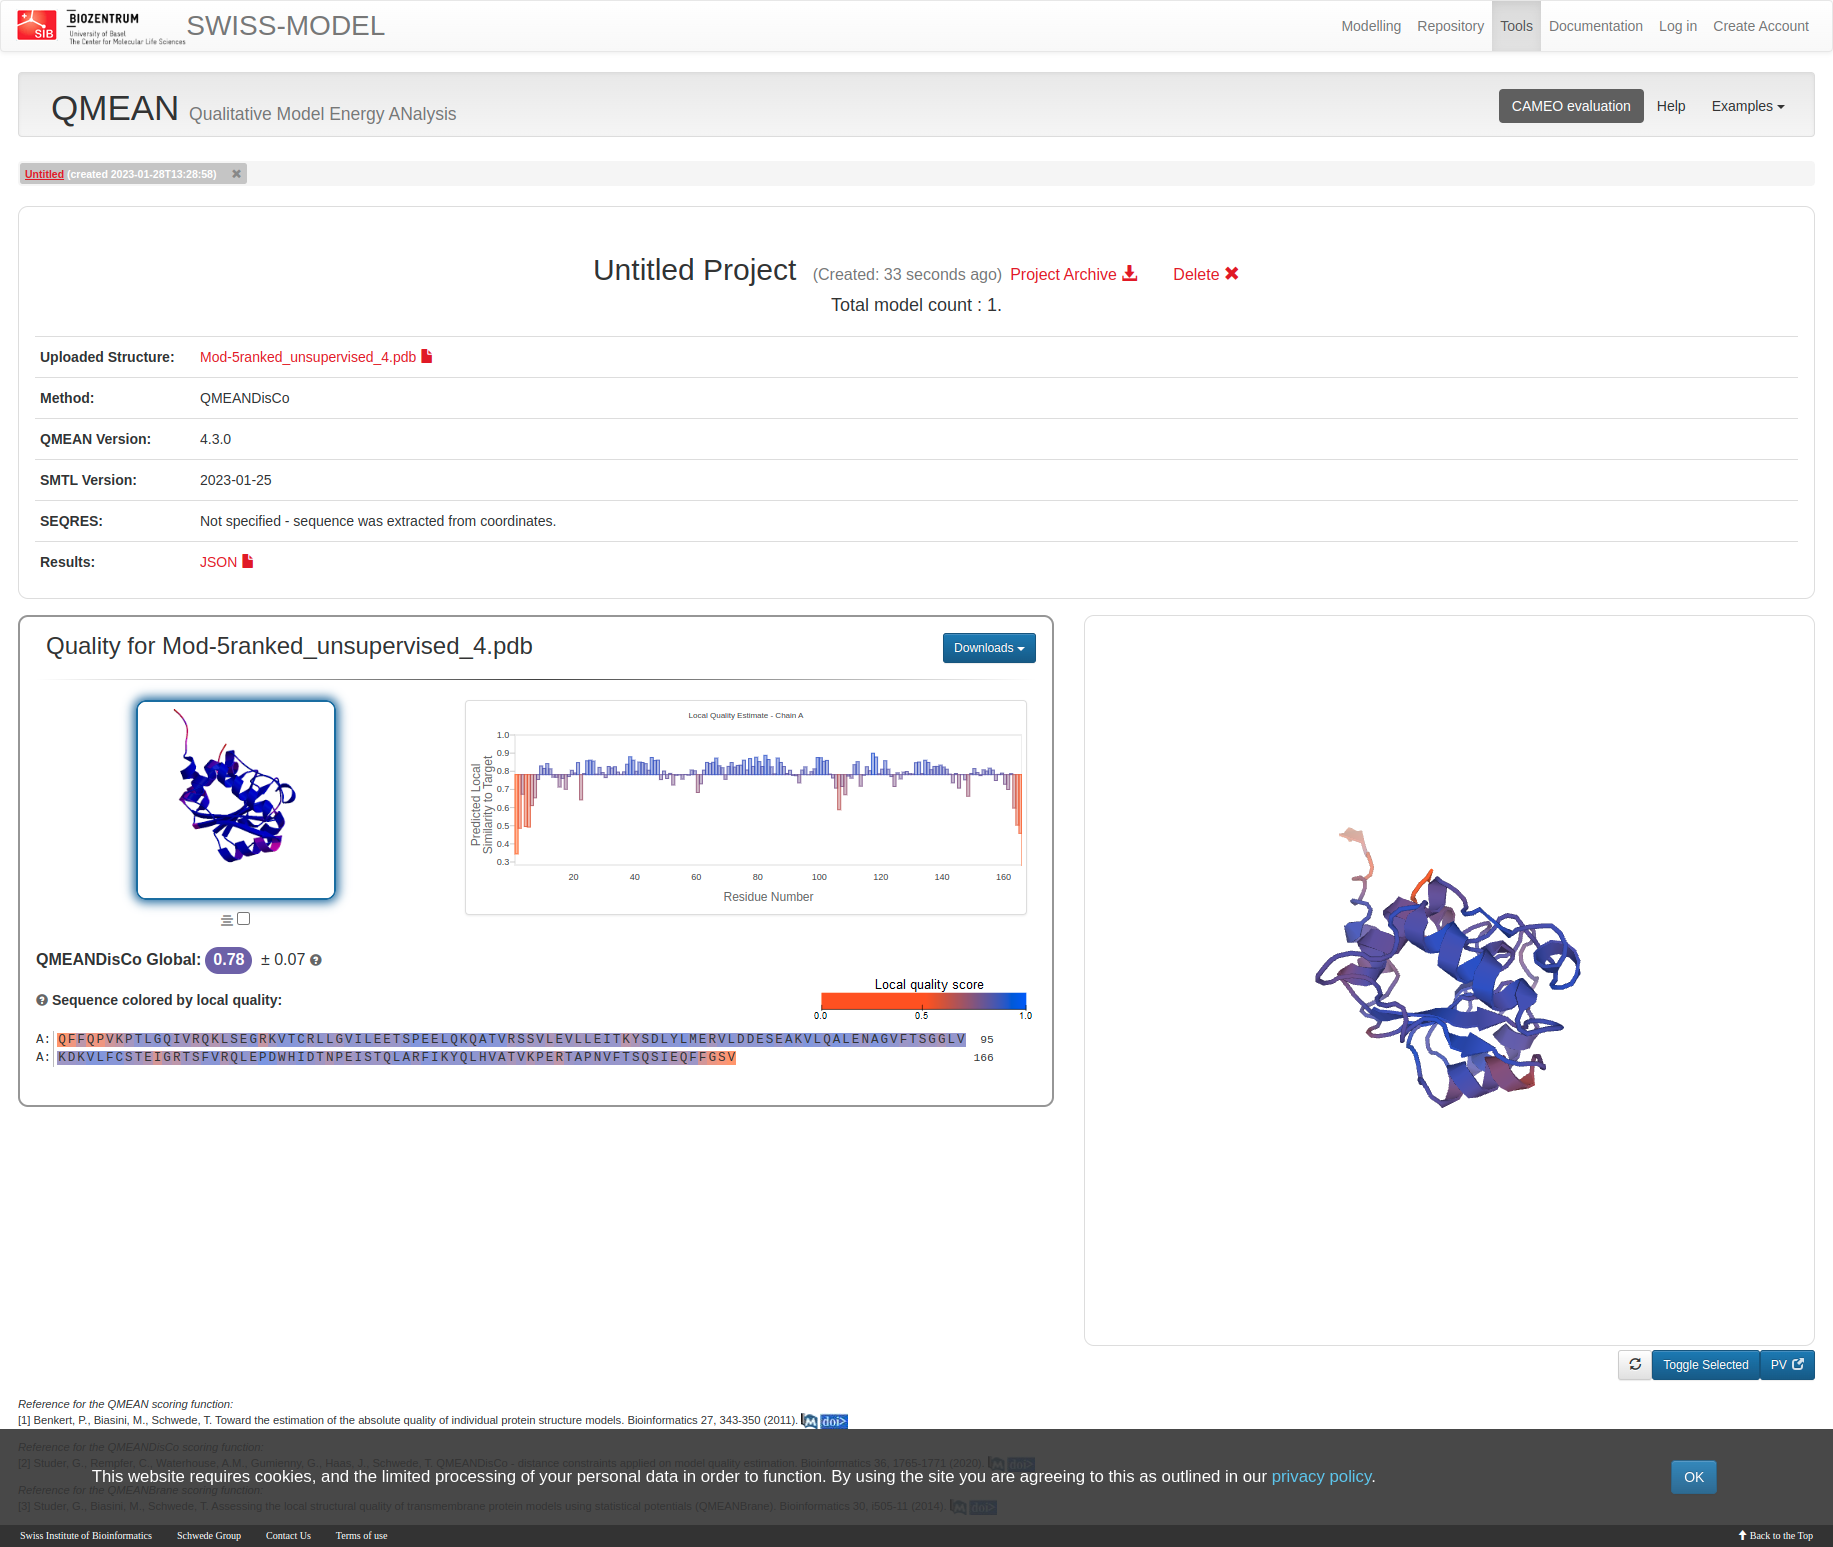 SIB
BIOZENTRUM
University of Basel
The Center for Molecular Life Sciences
SWISS-MODEL
Modelling Repository Tools Documentation Log in Create Account
QMEAN Qualitative Model Energy ANalysis
CAMEO evaluation Help Examples
Untitled (created 2023-01-28T13:28:58)
Untitled Project (Created: 33 seconds ago) Project Archive Delete
Total model count : 1.
Uploaded Structure: Mod-5ranked_unsupervised_4.pdb
Method: QMEANDisCo
QMEAN Version: 4.3.0
SMTL Version: 2023-01-25
SEQRES: Not specified - sequence was extracted from coordinates.
Results: JSON
Quality for Mod-5ranked_unsupervised_4.pdb
Downloads
Local Quality Estimate - Chain A
Predicted Local
Similarity to Target
1.0
0.9
0.8
0.7
0.6
0.5
0.4
0.3
20 40 60 80 100 120 140 160
Residue Number
QMEANDisCo Global: 0.78 ± 0.07
Sequence colored by local quality:
Local quality score
0.0 0.5 1.0
A: QFFQPVKPTLGQIVRQKLSEGRKVTCRLLGVILEETSPEELQKQATVRSSVLEVLLEITKYSDLYLMERVLDDESEAKVLQALENAGVFTSGGLV 95
A: KDKVLFCSTEIGRTSFVRQLEPDWHIDTNPEISTQLARFIKYQLHVATVKPERTAPNVFTSQSIEQFFGSV 166
Toggle Selected PV
Reference for the QMEAN scoring function:
[1] Benkert, P., Biasini, M., Schwede, T. Toward the estimation of the absolute quality of individual protein structure models. Bioinformatics 27, 343-350 (2011). M doi>
Reference for the QMEANDisCo scoring function:
[2] Studer, G., Rempfer, C., Waterhouse, A.M., Gumienny, G., Haas, J., Schwede, T. QMEANDisCo - distance constraints applied on model quality estimation. Bioinformatics 36, 1765-1771 (2020). M doi>
This website requires cookies, and the limited processing of your personal data in order to function. By using the site you are agreeing to this as outlined in our privacy policy.
OK
Reference for the QMEANBrane scoring function:
[3] Studer, G., Biasini, M., Schwede, T. Assessing the local structural quality of transmembrane protein models using statistical potentials (QMEANBrane). Bioinformatics 30, i505-11 (2014). M doi>
Swiss Institute of Bioinformatics Schwede Group Contact Us Terms of use
Back to the Top